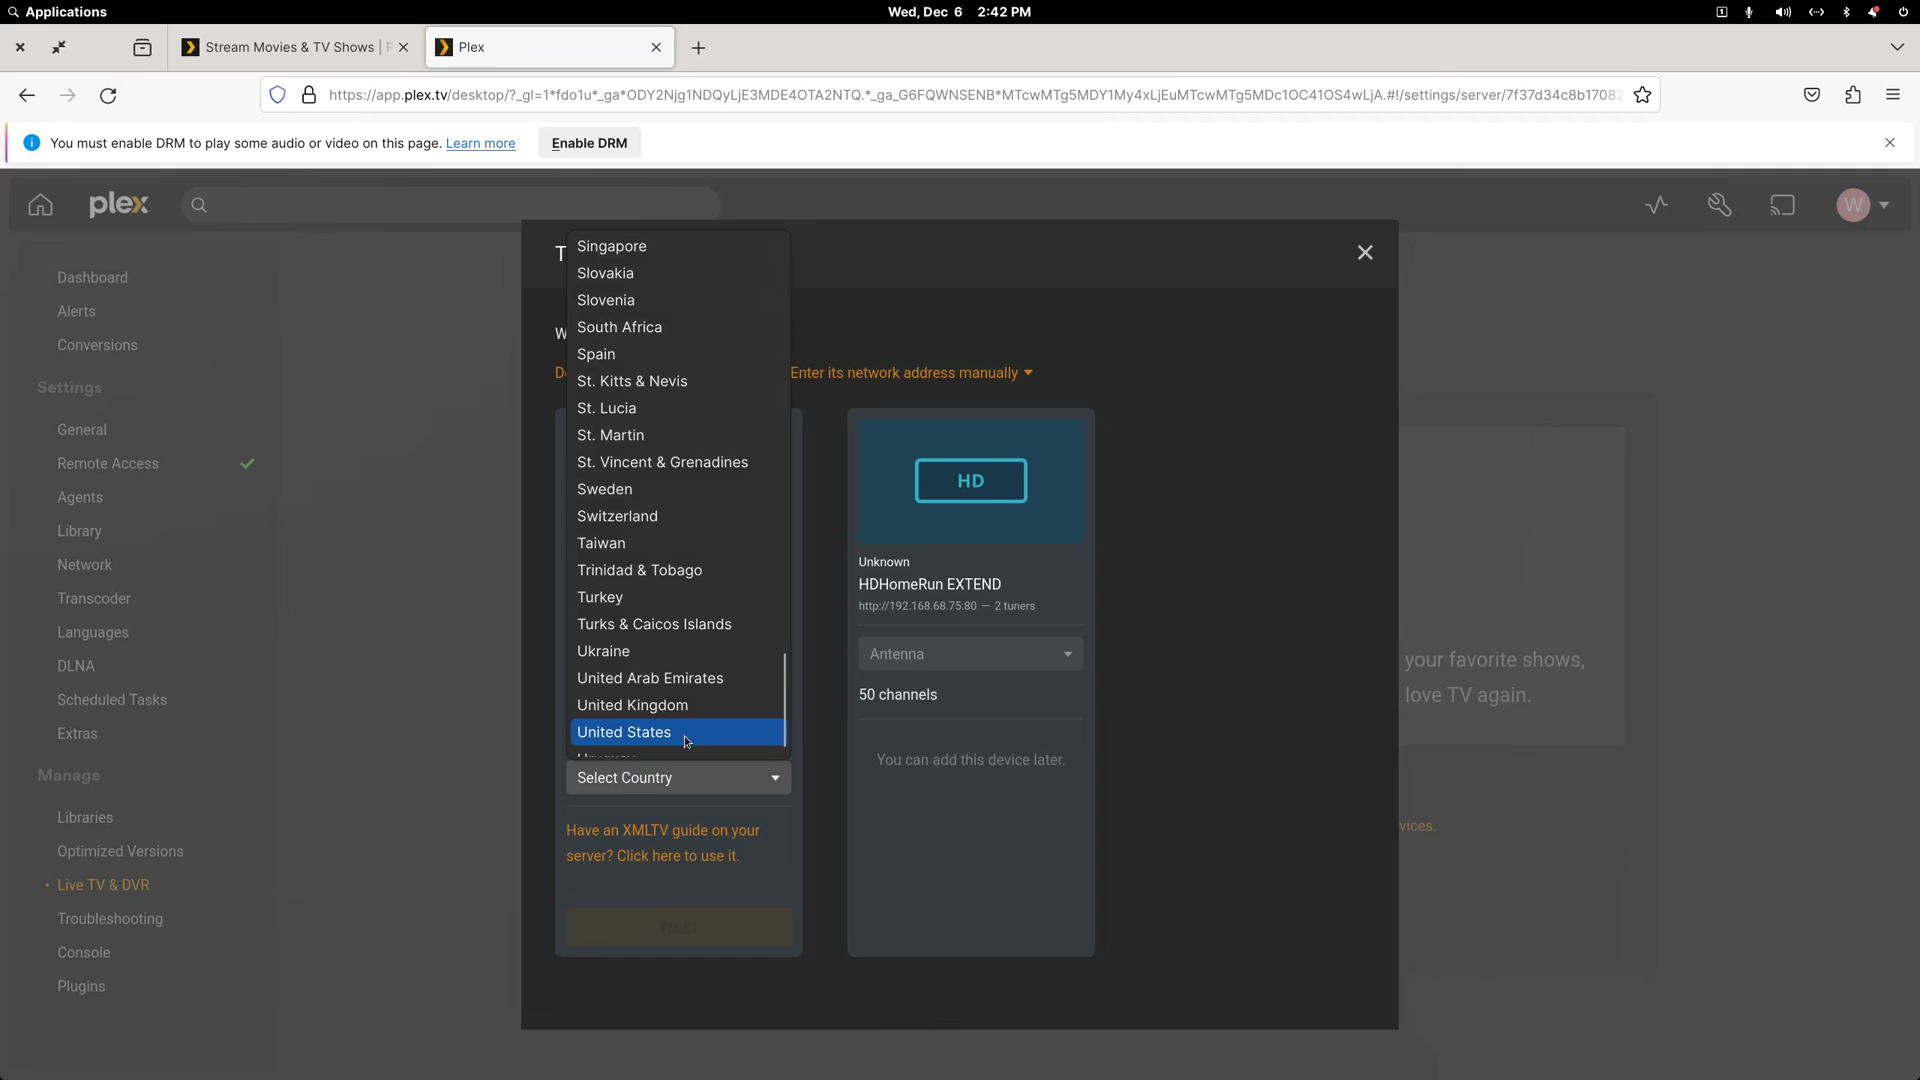 Applications
Wed, Dec 6 2:42 PM
Stream Movies & TV Shows | P
Plex
https://app.plex.tv/desktop/?_gl=1*fdo1u*_ga*ODY2Njg1NDQyLjE3MDE4OTA2NTQ.*_ga_G6FQWNSENB*MTcwMTg5MDY1My4xLjEuMTcwMTg5MDc1OC41OS4wLjA.#!/settings/server/7f37d34c8b17082
You must enable DRM to play some audio or video on this page. Learn more
Enable DRM
plex
W
Dashboard
Alerts
Conversions
Settings
General
Remote Access
Agents
Library
Network
Transcoder
Languages
DLNA
Scheduled Tasks
Extras
Manage
Libraries
Optimized Versions
Live TV & DVR
Troubleshooting
Console
Plugins
T
W
D
Enter its network address manually
Singapore
Slovakia
Slovenia
South Africa
Spain
St. Kitts & Nevis
St. Lucia
St. Martin
St. Vincent & Grenadines
Sweden
Switzerland
Taiwan
Trinidad & Tobago
Turkey
Turks & Caicos Islands
Ukraine
United Arab Emirates
United Kingdom
United States
Select Country
Have an XMLTV guide on your
server? Click here to use it.
HD
Unknown
HDHomeRun EXTEND
http://192.168.68.75:80 — 2 tuners
Antenna
50 channels
You can add this device later.
your favorite shows,
love TV again.
vices.